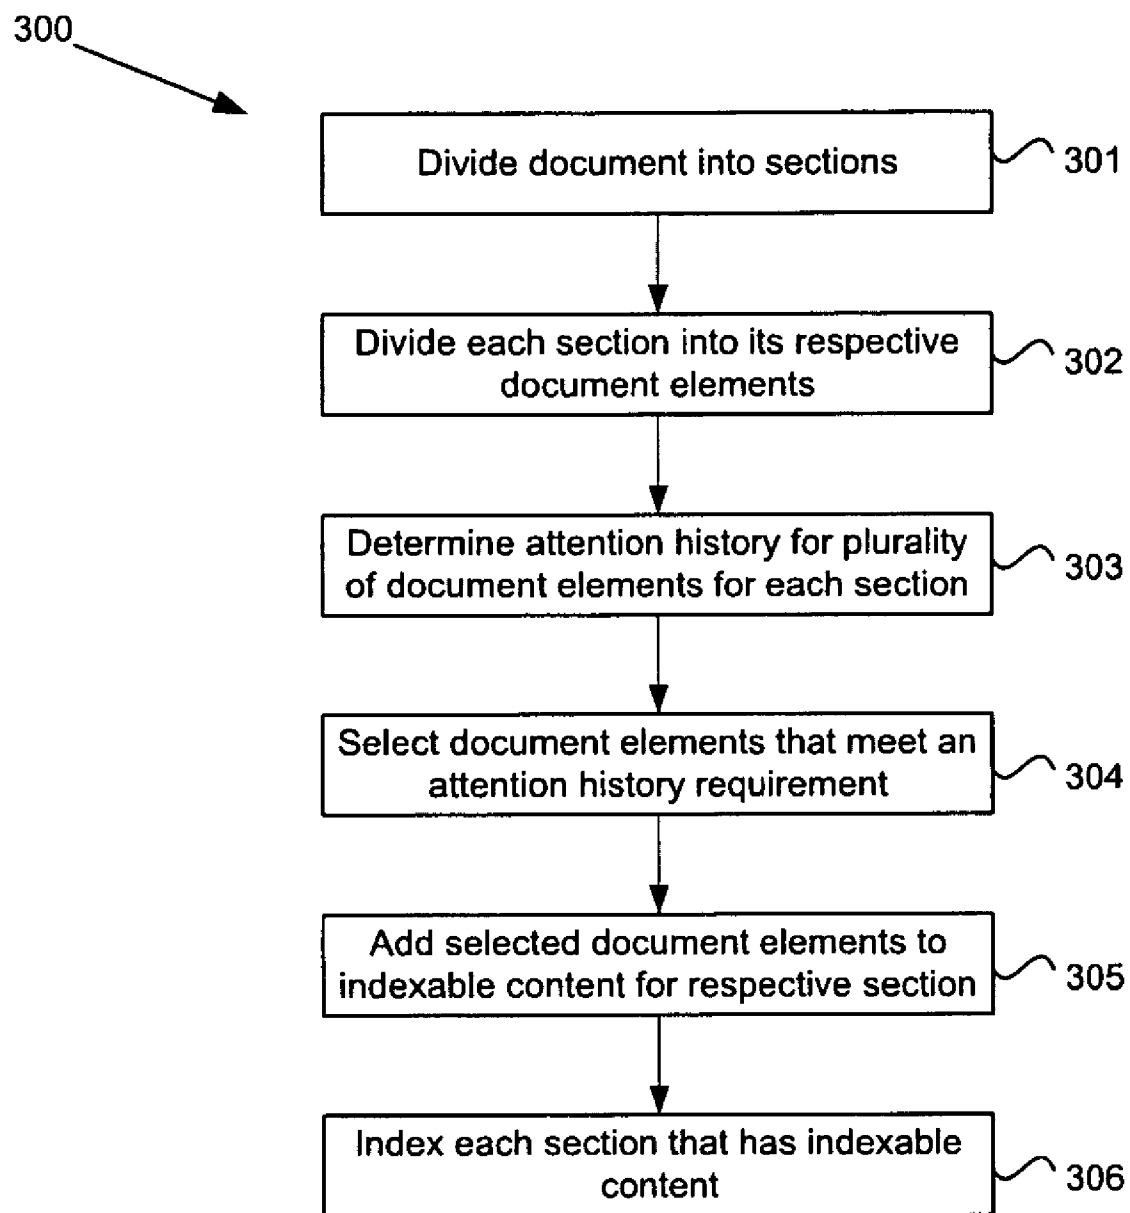 300
Divide document into sections
301
Divide each section into its respective
document elements
302
Determine attention history for plurality
of document elements for each section
303
Select document elements that meet an
attention history requirement
304
Add selected document elements to
indexable content for respective section
305
Index each section that has indexable
content
306